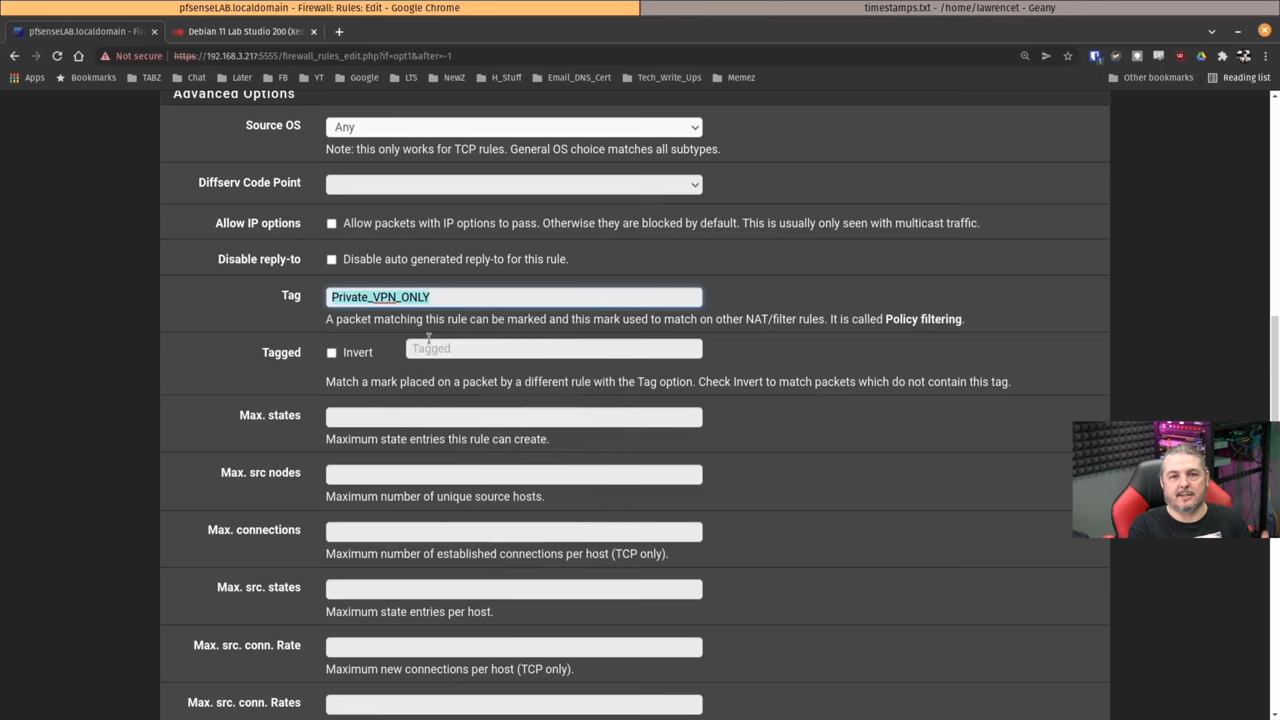 pfsenseLAB.localdomain - Firewall: Rules: Edit - Google Chrome
timestamps.txt - /home/lawrencet - Geany
pfsenseLAB.localdomain - Fir
Debian 11 Lab Studio 200 (Xen
Not secure https://192.168.3.217:5555/firewall_rules_edit.php?if=opt1&after=-1
Apps Bookmarks TABZ Chat Later FB YT Google LTS NewZ H_Stuff Email_DNS_Cert Tech_Write_Ups Memez Other bookmarks Reading list
Advanced Options
Source OS Any
Note: this only works for TCP rules. General OS choice matches all subtypes.
Diffserv Code Point
Allow IP options Allow packets with IP options to pass. Otherwise they are blocked by default. This is usually only seen with multicast traffic.
Disable reply-to Disable auto generated reply-to for this rule.
Tag Private_VPN_ONLY
A packet matching this rule can be marked and this mark used to match on other NAT/filter rules. It is called Policy filtering.
Tagged Invert Tagged
Match a mark placed on a packet by a different rule with the Tag option. Check Invert to match packets which do not contain this tag.
Max. states
Maximum state entries this rule can create.
Max. src nodes
Maximum number of unique source hosts.
Max. connections
Maximum number of established connections per host (TCP only).
Max. src. states
Maximum state entries per host.
Max. src. conn. Rate
Maximum new connections per host (TCP only).
Max. src. conn. Rates